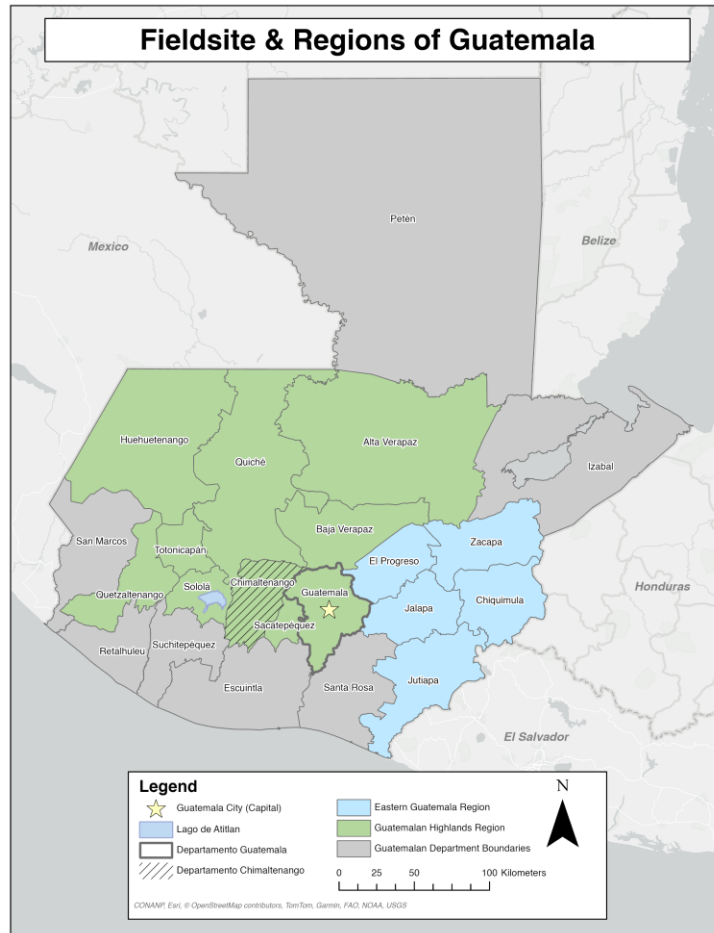 Fieldsite & Regions of Guatemala
Petén
Mexico
Belize
Huehuetenango
Alta Verapaz
Quiché
Izabal
San Marcos
Baja Verapaz
Zacapa
Totonicapán
El Progreso
Sololá
Chimaltenango
Guatemala
Honduras
Quetzaltenango
Jalapa
Chiquimula
Sacatepéquez
Retalhuleu
Suchitepéquez
Jutiapa
Escuintla
Santa Rosa
El Salvador
Legend
Guatemala City (Capital)
Lago de Atitlan
Departamento Guatemala
Departamento Chimaltenango
Eastern Guatemala Region
Guatemalan Highlands Region
Guatemalan Department Boundaries
0 25 50 100 Kilometers
N
CONANP, Esri, © OpenStreetMap contributors, TomTom, Garmin, FAO, NOAA, USGS